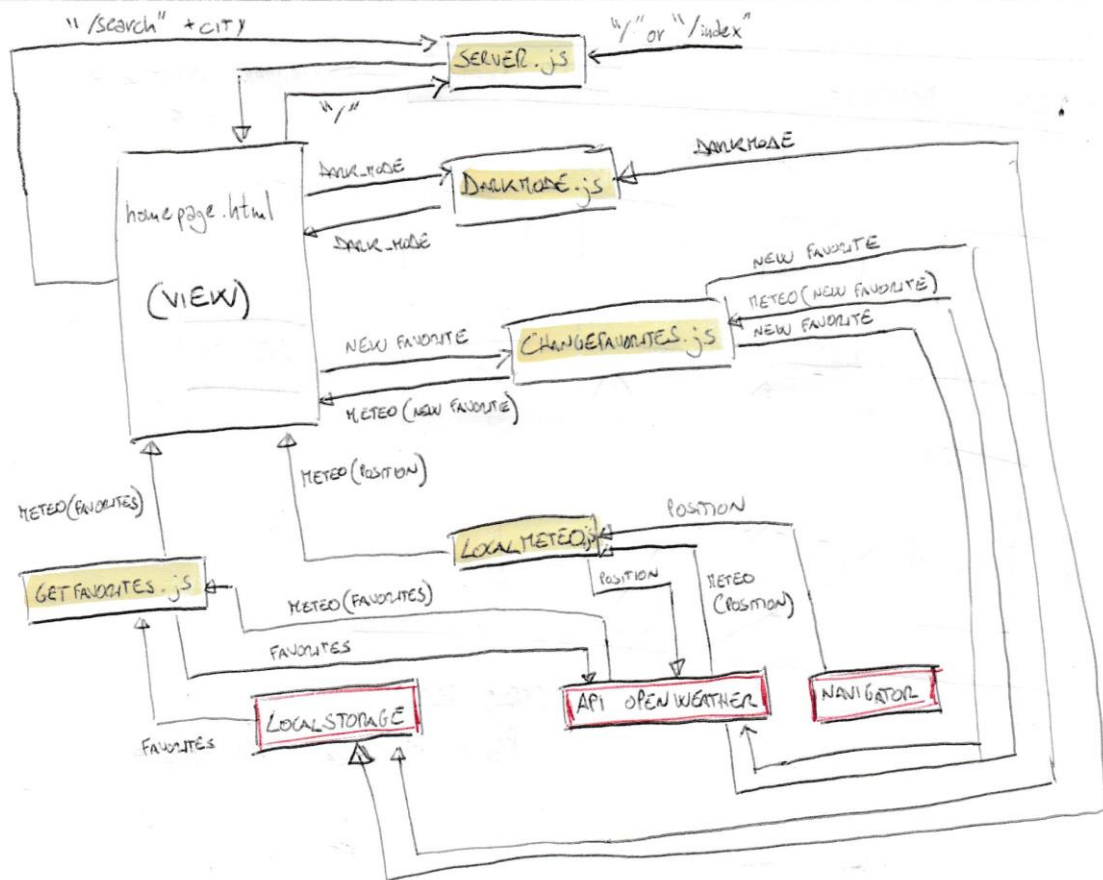 "/search" + CITY
"/" or "/index"
SERVER.js
"/"
DARKMODE
DARK_MODE
DARKMODE.js
homepage.html
DARK_MODE
(VIEW)
NEW FAVORITE
METEO (NEW FAVORITE)
NEW FAVORITE
NEW FAVORITE
CHANGEFAVORITES.js
METEO (NEW FAVORITE)
METEO (POSITION)
METEO (FAVORITES)
POSITION
LOCALMETEO.js
GETFAVORITES.js
POSITION
METEO
(POSITION)
METEO (FAVORITES)
FAVORITES
API OPENWEATHER
NAVIGATOR
LOCALSTORAGE
FAVORITES